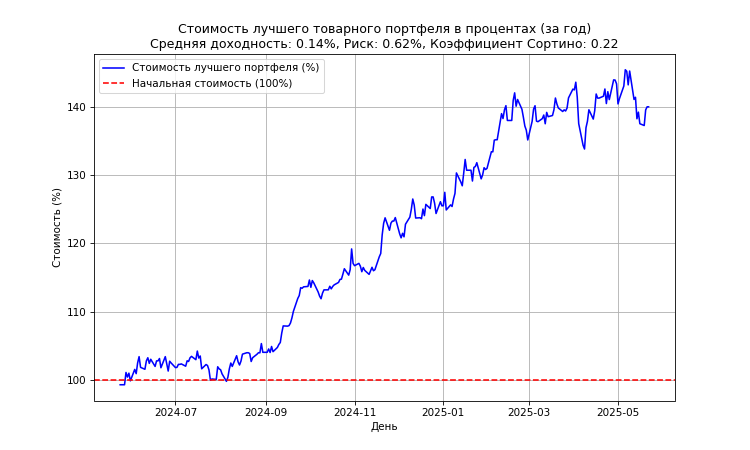 Стоимость лучшего товарного портфеля в процентах (за год)
Средняя доходность: 0.14%, Риск: 0.62%, Коэффициент Сортино: 0.22
Стоимость лучшего портфеля (%)
Начальная стоимость (100%)
Стоимость (%)
140
130
120
110
100
2024-07
2024-09
2024-11
2025-01
2025-03
2025-05
День